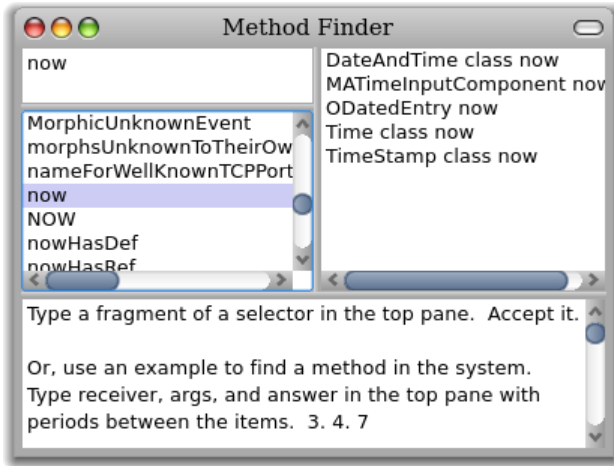 Method Finder
now
MorphicUnknownEvent
morphsUnknownToTheirOw
nameForWellKnownTCPPort
now
NOW
nowHasDef
nowHasRef
DateAndTime class now
MATimeInputComponent now
ODatedEntry now
Time class now
TimeStamp class now
Type a fragment of a selector in the top pane.  Accept it.
Or, use an example to find a method in the system.
Type receiver, args, and answer in the top pane with
periods between the items.  3. 4. 7